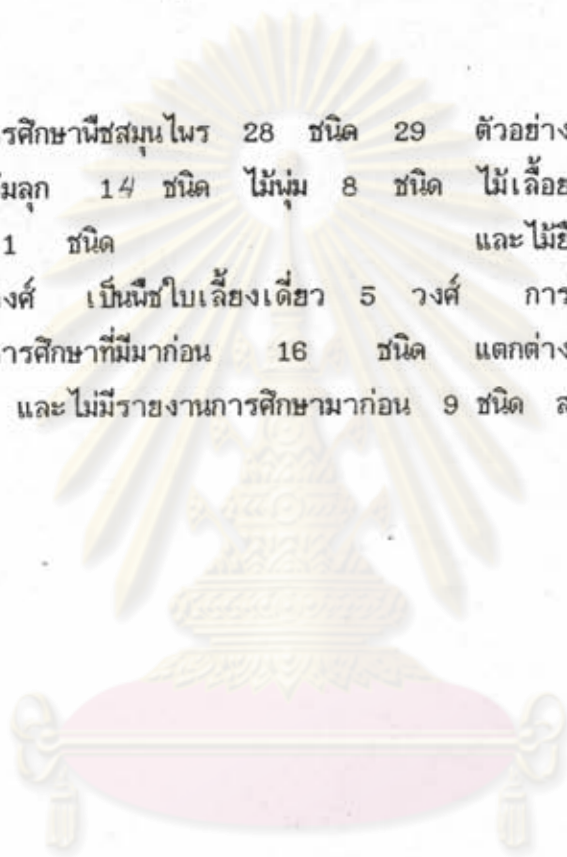 รศึกษาพืชสมุนไพร 28 ชนิด 29 ตัวอย่าง
มลุก 14 ชนิด ไม้พุ่ม 8 ชนิด ไม้เลื้อย
1 ชนิด และไม้ยื
งศ์ เป็นพืชใบเลี้ยงเดี่ยว 5 วงศ์ การ
ารศึกษาที่มีมาก่อน 16 ชนิด แตกต่าง
และไม่มีรายงานการศึกษามาก่อน 9 ชนิด ส